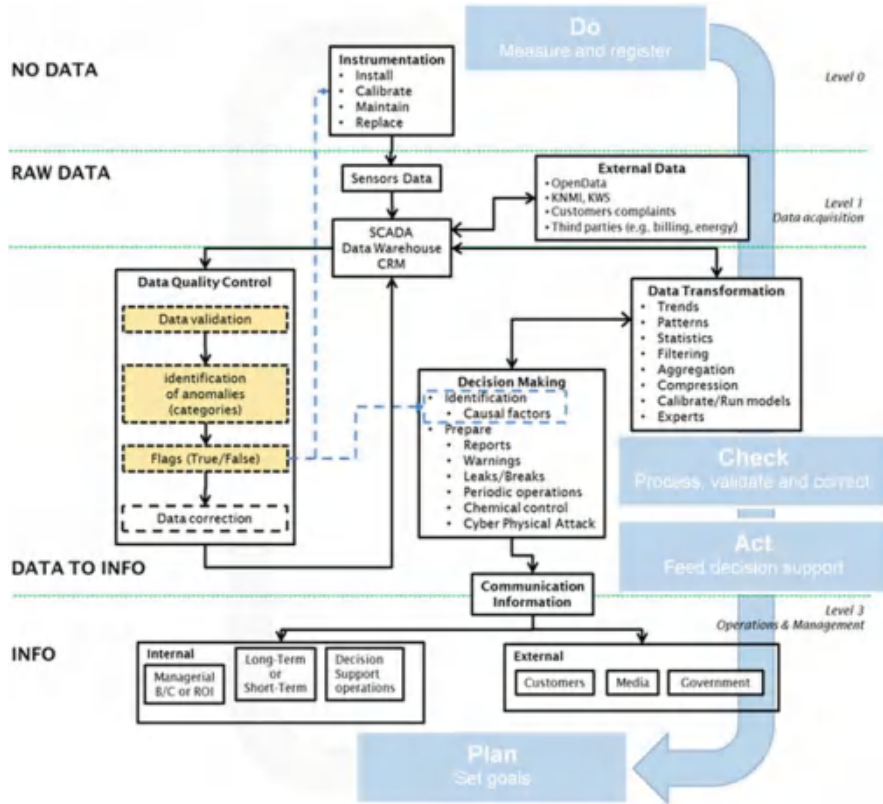 Do
Measure and register
NO DATA
Instrumentation
• Install
• Calibrate
• Maintain
• Replace
Level 0
RAW DATA
Sensors Data
External Data
• OpenData
• KNMI, KWS
• Customers complaints
• Third parties (e.g. billing, energy)
Level 1
Data acquisition
SCADA
Data Warehouse
CRM
Data Quality Control
Data validation
identification
of anomalies
(categories)
Flags (True/False)
Data correction
Data Transformation
• Trends
• Patterns
• Statistics
• Filtering
• Aggregation
• Compression
• Calibrate/Run models
• Experts
Decision Making
• Identification
• Causal factors
• Prepare
• Reports
• Warnings
• Leaks/Breaks
• Periodic operations
• Chemical control
• Cyber Physical Attack
Check
Process, validate and correct
Act
Feed decision support
DATA TO INFO
Communication
Information
Level 3
Operations & Management
INFO
Internal
Managerial
B/C or ROI
Long-Term
or
Short-Term
Decision
Support
operations
External
Customers
Media
Government
Plan
Set goals